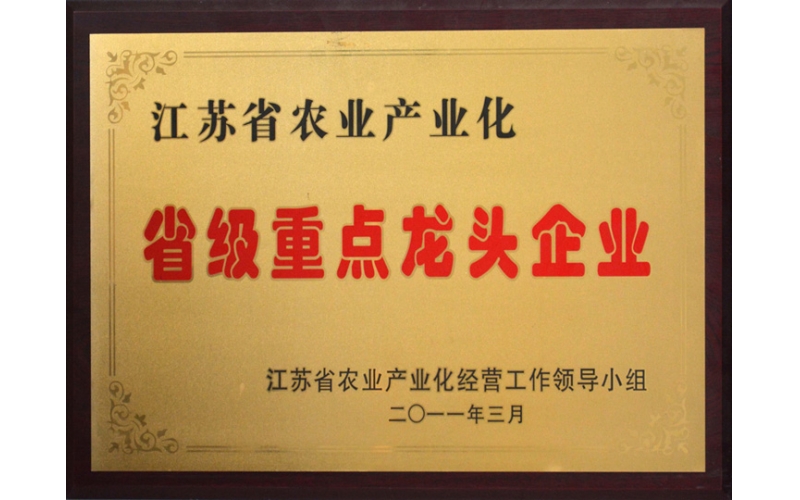 江苏省农业产业化
省级重点龙头企业
江苏省农业产业化经营工作领导小组
二〇一一年三月